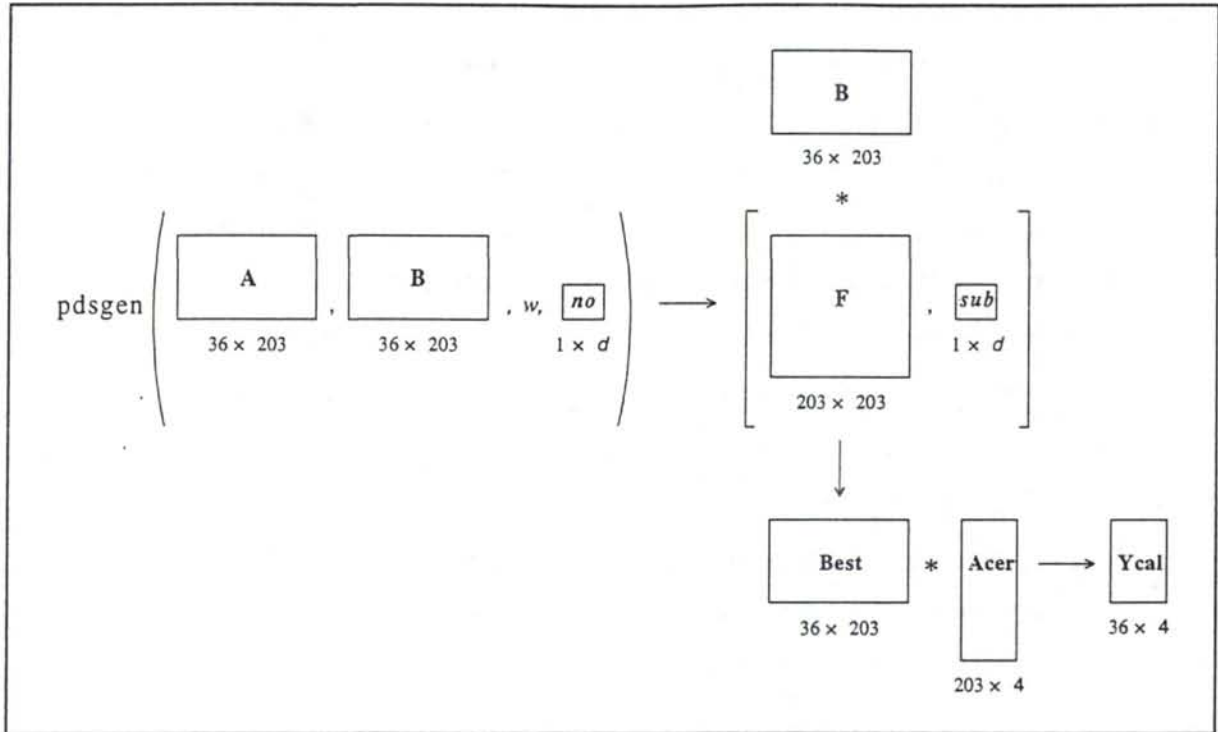 B
36 × 203
*
pdsgen ( A , B , w, no ) → [ F , sub ]
36 × 203 36 × 203 1 × d 203 × 203 1 × d
↓
Best * Acer → Ycal
36 × 203 203 × 4 36 × 4